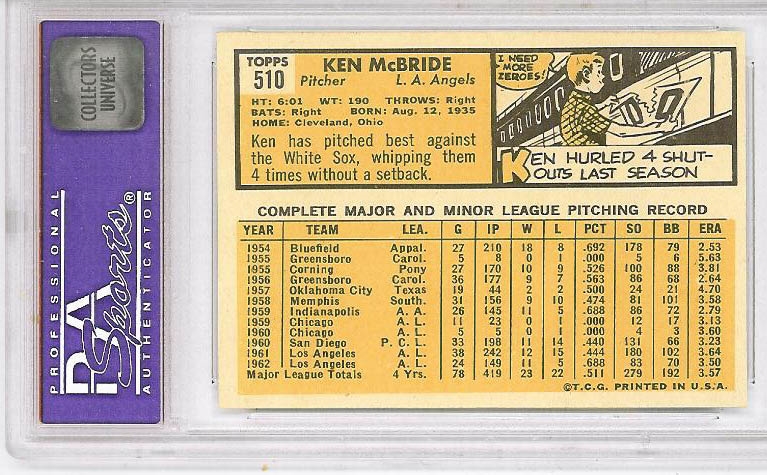 COLLECTORS
UNIVERSE
PROFESSIONAL
PSA
Sports®
AUTHENTICATOR
TOPPS
510
KEN McBRIDE
Pitcher L. A. Angels
HT: 6:01 WT: 190 THROWS: Right
BATS: Right BORN: Aug. 12, 1935
HOME: Cleveland, Ohio
Ken has pitched best against
the White Sox, whipping them
4 times without a setback.
I NEED
MORE
ZEROES!
KEN HURLED 4 SHUT-
OUTS LAST SEASON
COMPLETE MAJOR AND MINOR LEAGUE PITCHING RECORD
YEAR TEAM LEA. G IP W L PCT SO BB ERA
1954 Bluefield Appal. 27 210 18 8 .692 178 79 2.53
1955 Greensboro Carol. 5 8 0 1 .000 5 6 5.63
1955 Corning Pony 27 170 10 9 .526 100 88 3.81
1956 Greensboro Carol. 36 177 9 7 .563 86 68 2.64
1957 Oklahoma City Texas 19 44 2 2 .500 24 21 4.70
1958 Memphis South. 31 156 9 10 .474 81 101 3.58
1959 Indianapolis A. A. 26 145 11 5 .688 86 72 2.79
1959 Chicago A. L. 11 23 0 1 .000 12 17 3.13
1960 Chicago A. L. 5 5 0 1 .000 4 3 3.60
1960 San Diego P. C. L. 33 198 11 14 .440 131 66 3.23
1961 Los Angeles A. L. 38 242 12 15 .444 180 102 3.64
1962 Los Angeles A. L. 24 149 11 5 .688 83 70 3.50
Major League Totals 4 Yrs. 78 419 23 22 .511 279 192 3.57
©T.C.G. PRINTED IN U.S.A.